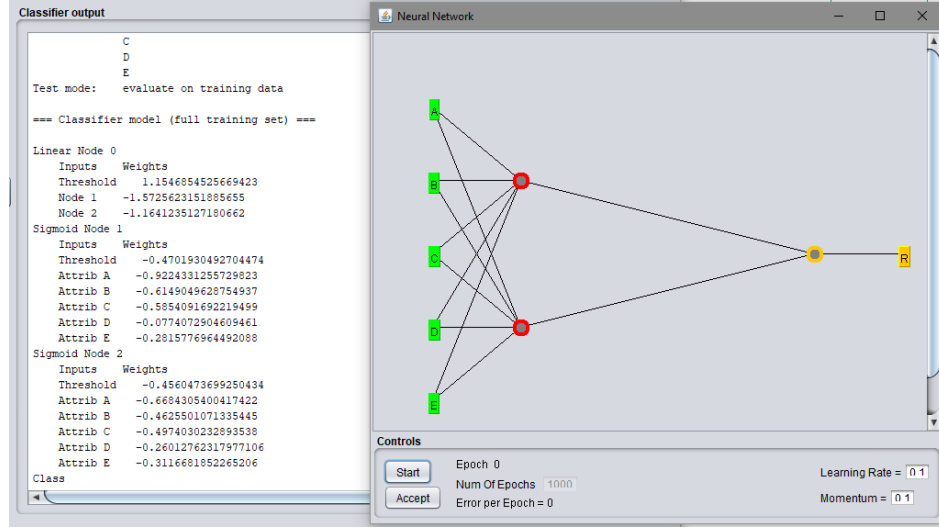 Classifier output
C
D
E
Test mode: evaluate on training data
=== Classifier model (full training set) ===
Linear Node 0
Inputs Weights
Threshold 1.1546854525669423
Node 1 -1.5725623151885655
Node 2 -1.1641235127180662
Sigmoid Node 1
Inputs Weights
Threshold -0.4701930492704474
Attrib A -0.9224331255729823
Attrib B -0.6149049628754937
Attrib C -0.5854091692219499
Attrib D -0.0774072904609461
Attrib E -0.2815776964492088
Sigmoid Node 2
Inputs Weights
Threshold -0.4560473699250434
Attrib A -0.6684305400417422
Attrib B -0.4625501071335445
Attrib C -0.4974030232893538
Attrib D -0.26012762317977106
Attrib E -0.3116681852265206
Class
Neural Network
A
B
C
D
E
R
Controls
Start
Accept
Epoch 0
Num Of Epochs 1000
Error per Epoch = 0
Learning Rate = 0.1
Momentum = 0.1